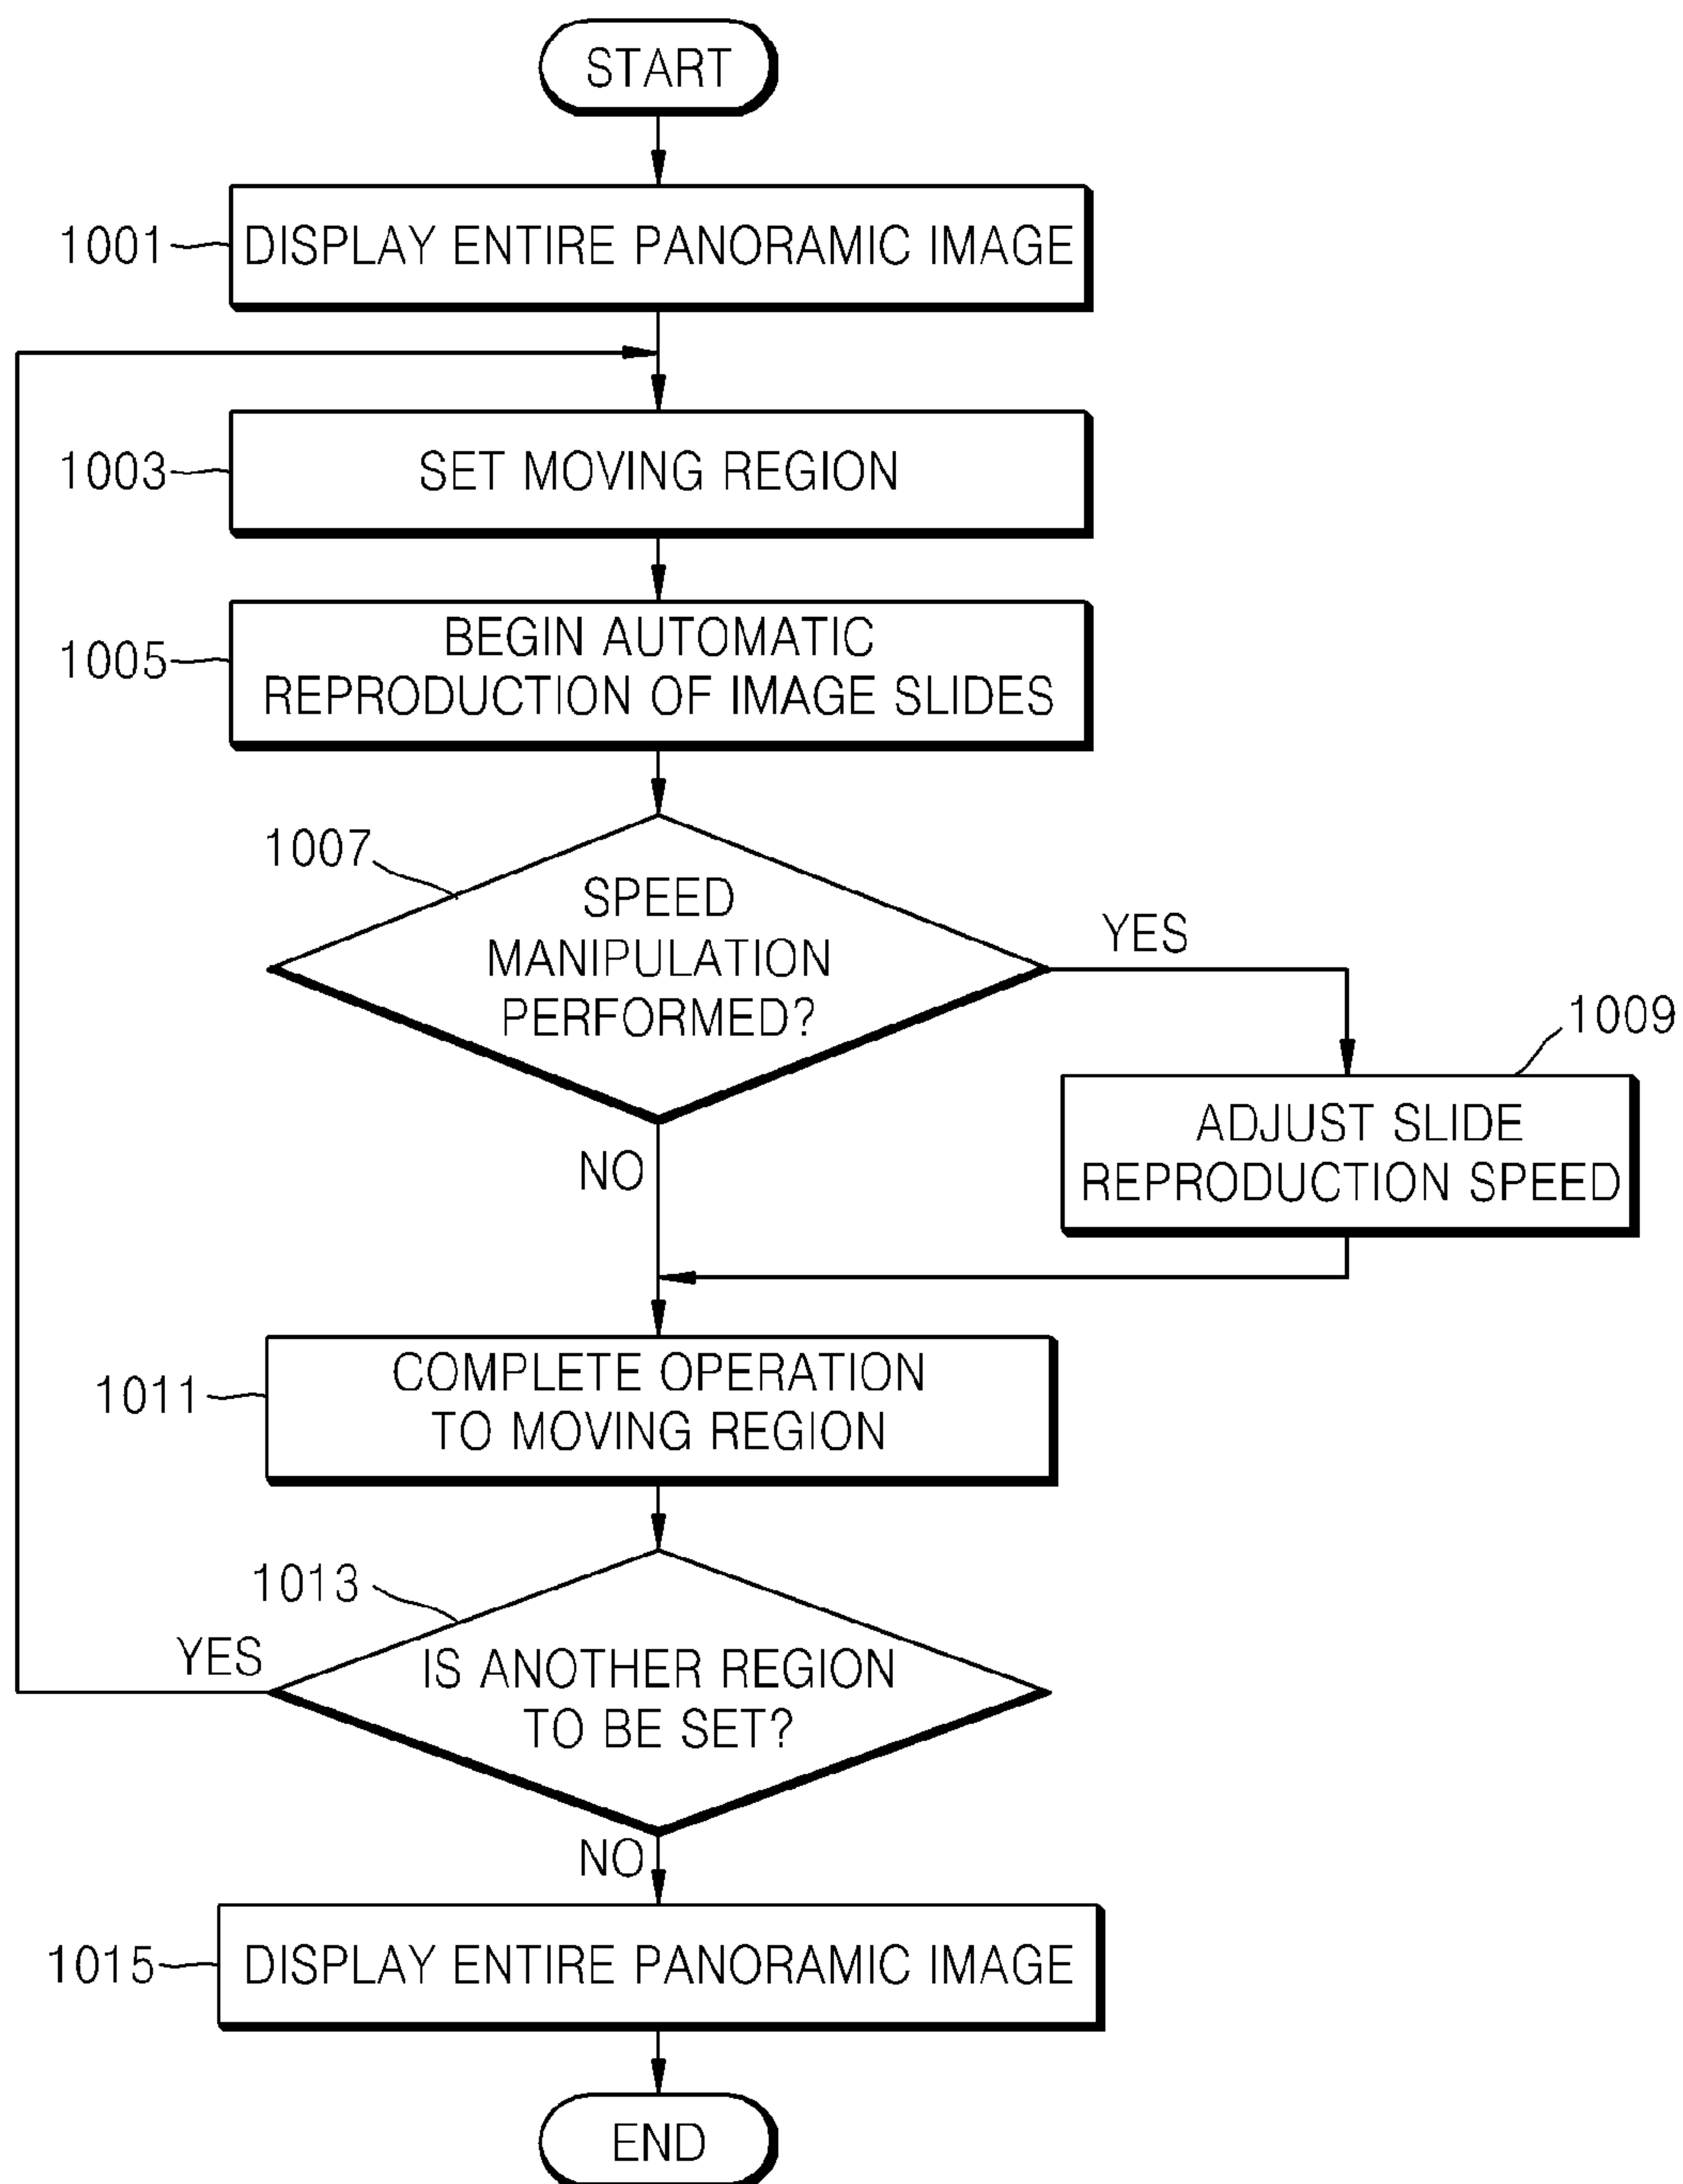 START
1001
DISPLAY ENTIRE PANORAMIC IMAGE
1003
SET MOVING REGION
1005
BEGIN AUTOMATIC
REPRODUCTION OF IMAGE SLIDES
1007
SPEED
MANIPULATION
PERFORMED?
YES
1009
ADJUST SLIDE
REPRODUCTION SPEED
NO
1011
COMPLETE OPERATION
TO MOVING REGION
1013
IS ANOTHER REGION
TO BE SET?
YES
NO
1015
DISPLAY ENTIRE PANORAMIC IMAGE
END